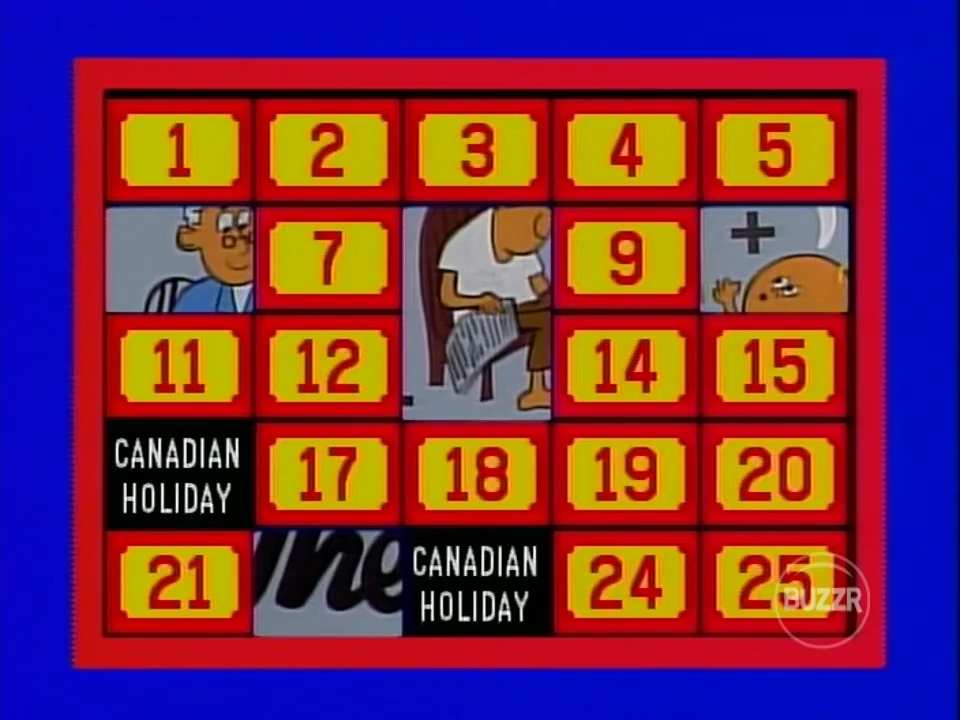 1 2 3 4 5
+
7 9
11 12 14 15
CANADIAN
HOLIDAY
17 18 19 20
21
The
CANADIAN
HOLIDAY
24 25
BUZZR